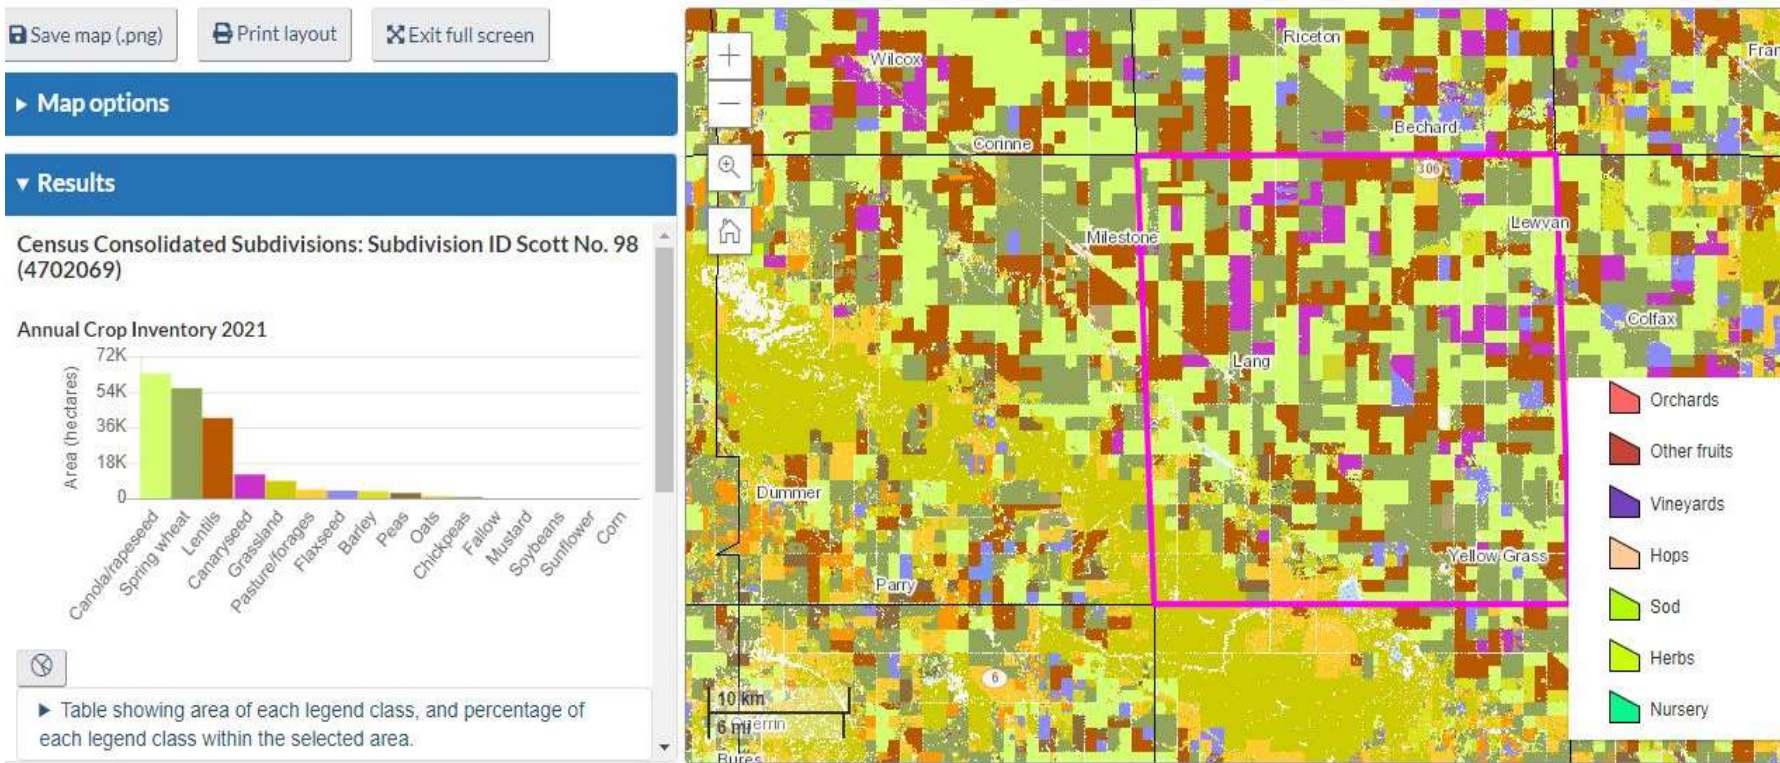 Save map (.png)
Print layout
Exit full screen
Map options
Results
Census Consolidated Subdivisions: Subdivision ID Scott No. 98
(4702069)
Annual Crop Inventory 2021
Area (hectares)
72K
54K
36K
18K
0
Canola/rapeseed
Spring wheat
Lentils
Canaryseed
Grassland
Pasture/forages
Flaxseed
Barley
Peas
Oats
Chickpeas
Fallow
Mustard
Soybeans
Sunflower
Corn
Table showing area of each legend class, and percentage of
each legend class within the selected area.
Riceton
Fran
Wilcox
Bechard
Corinne
306
Lewvan
Milestone
Colfax
Lang
Dummer
Yellow Grass
Parry
6
10 km
6 mi
Bures
Orchards
Other fruits
Vineyards
Hops
Sod
Herbs
Nursery